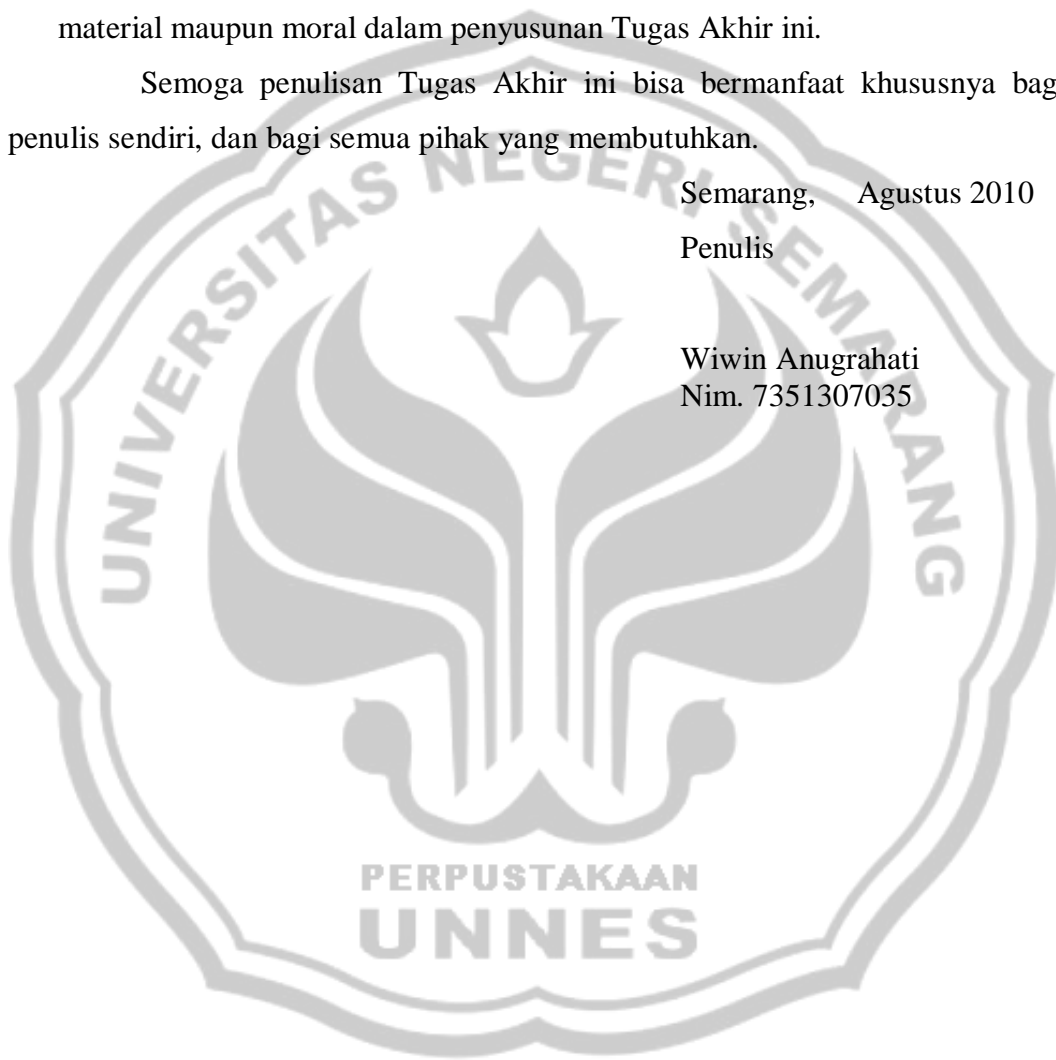 material maupun moral dalam penyusunan Tugas Akhir ini.
Semoga penulisan Tugas Akhir ini bisa bermanfaat khususnya bag
penulis sendiri, dan bagi semua pihak yang membutuhkan.
Semarang, Agustus 2010
Penulis
Wiwin Anugrahati
Nim. 7351307035
UNIVERSITAS NEGERI SEMARANG
PERPUSTAKAAN
UNNES